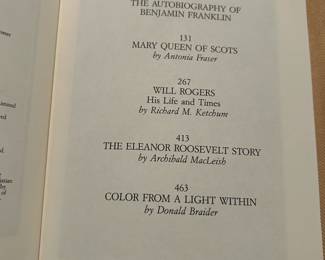 THE AUTOBIOGRAPHY OF
BENJAMIN FRANKLIN
131
MARY QUEEN OF SCOTS
by Antonia Fraser
267
WILL ROGERS
His Life and Times
by Richard M. Ketchum
413
THE ELEANOR ROOSEVELT STORY
by Archibald MacLeish
463
COLOR FROM A LIGHT WITHIN
by Donald Braider